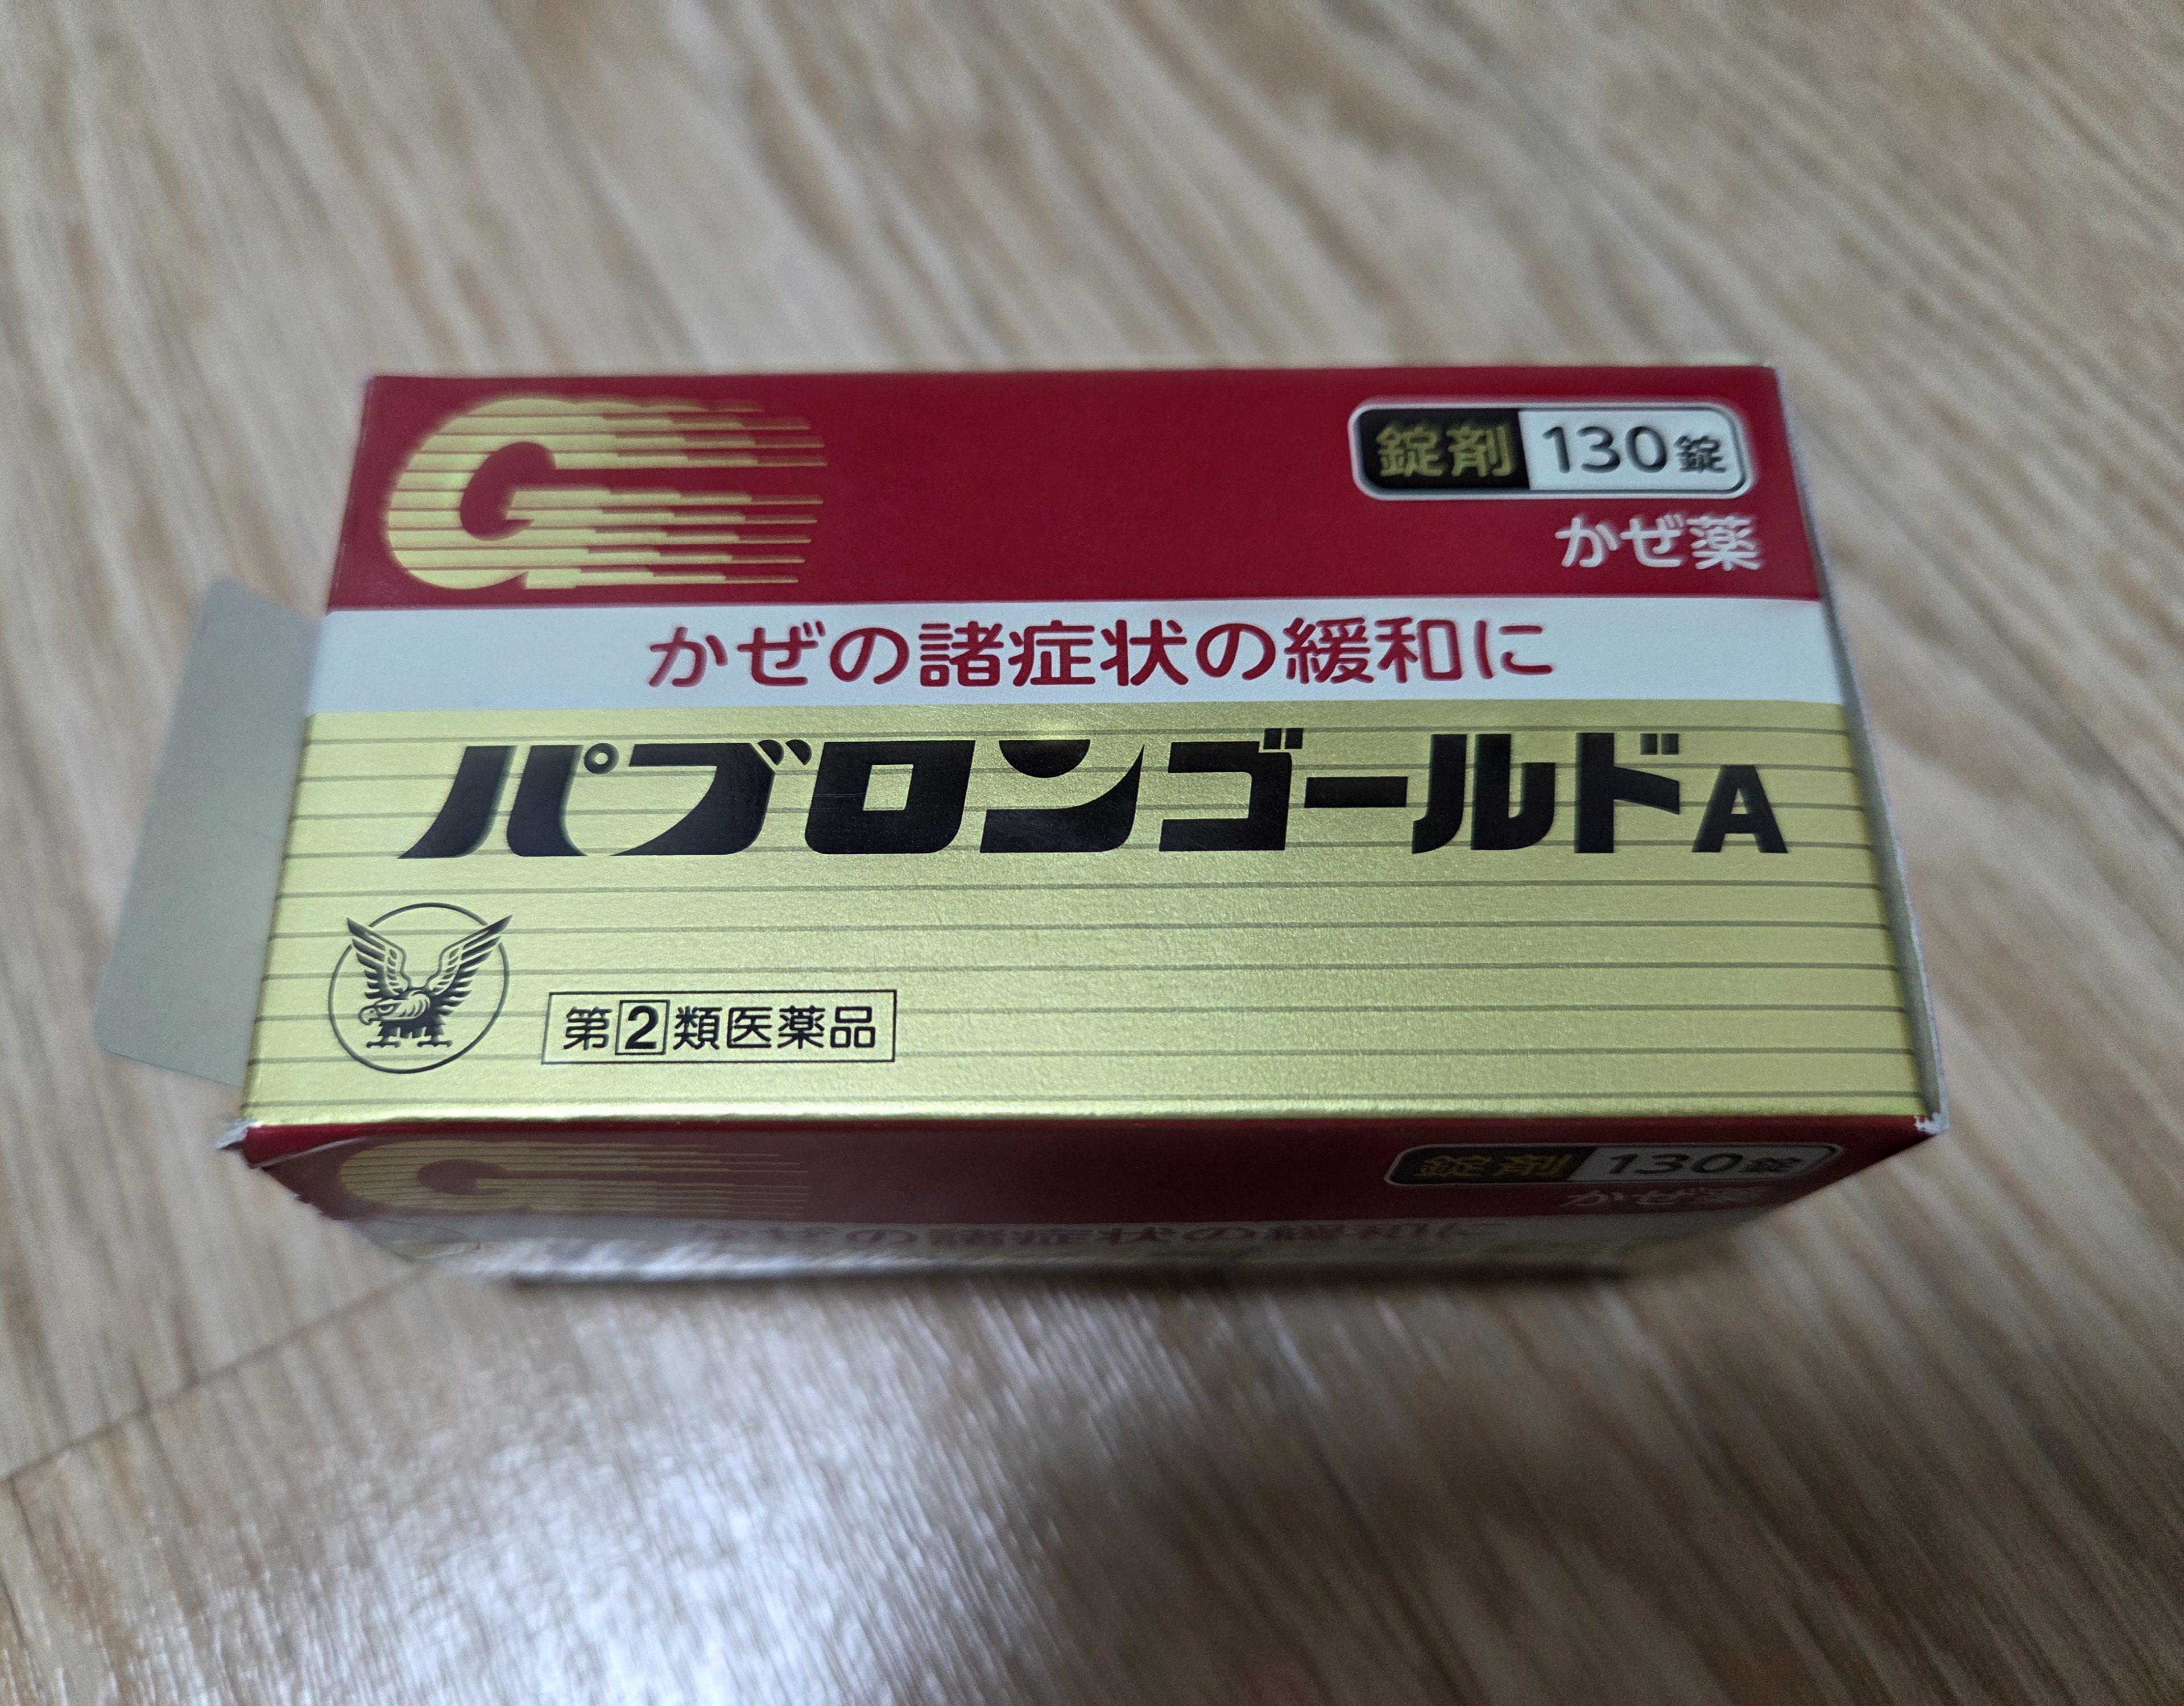 G
錠剤 130錠
かぜ薬
かぜの諸症状の緩和に
パブロンゴールドA
第2類医薬品
G
錠剤 130錠
かぜ薬
かぜの諸症状の緩和に